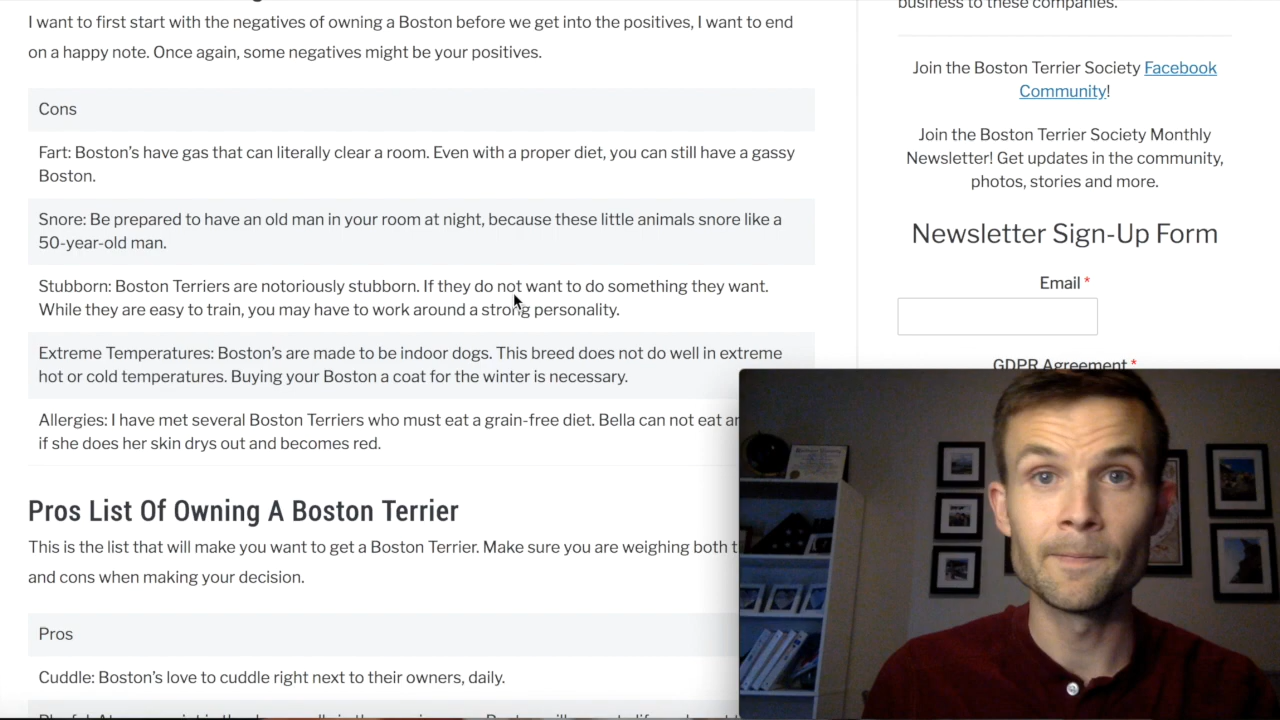 I want to first start with the negatives of owning a Boston before we get into the positives, I want to end
on a happy note. Once again, some negatives might be your positives.
Cons
Fart: Boston's have gas that can literally clear a room. Even with a proper diet, you can still have a gassy
Boston.
Snore: Be prepared to have an old man in your room at night, because these little animals snore like a
50-year-old man.
Stubborn: Boston Terriers are notoriously stubborn. If they do not want to do something they want.
While they are easy to train, you may have to work around a strong personality.
Extreme Temperatures: Boston's are made to be indoor dogs. This breed does not do well in extreme
hot or cold temperatures. Buying your Boston a coat for the winter is necessary.
Allergies: I have met several Boston Terriers who must eat a grain-free diet. Bella can not eat
if she does her skin drys out and becomes red.
Pros List Of Owning A Boston Terrier
This is the list that will make you want to get a Boston Terrier. Make sure you are weighing both
and cons when making your decision.
Pros
Cuddle: Boston's love to cuddle right next to their owners, daily.
business to these companies.
Join the Boston Terrier Society Facebook
Community!
Join the Boston Terrier Society Monthly
Newsletter! Get updates in the community,
photos, stories and more.
Newsletter Sign-Up Form
Email *
GDPR Agreement *